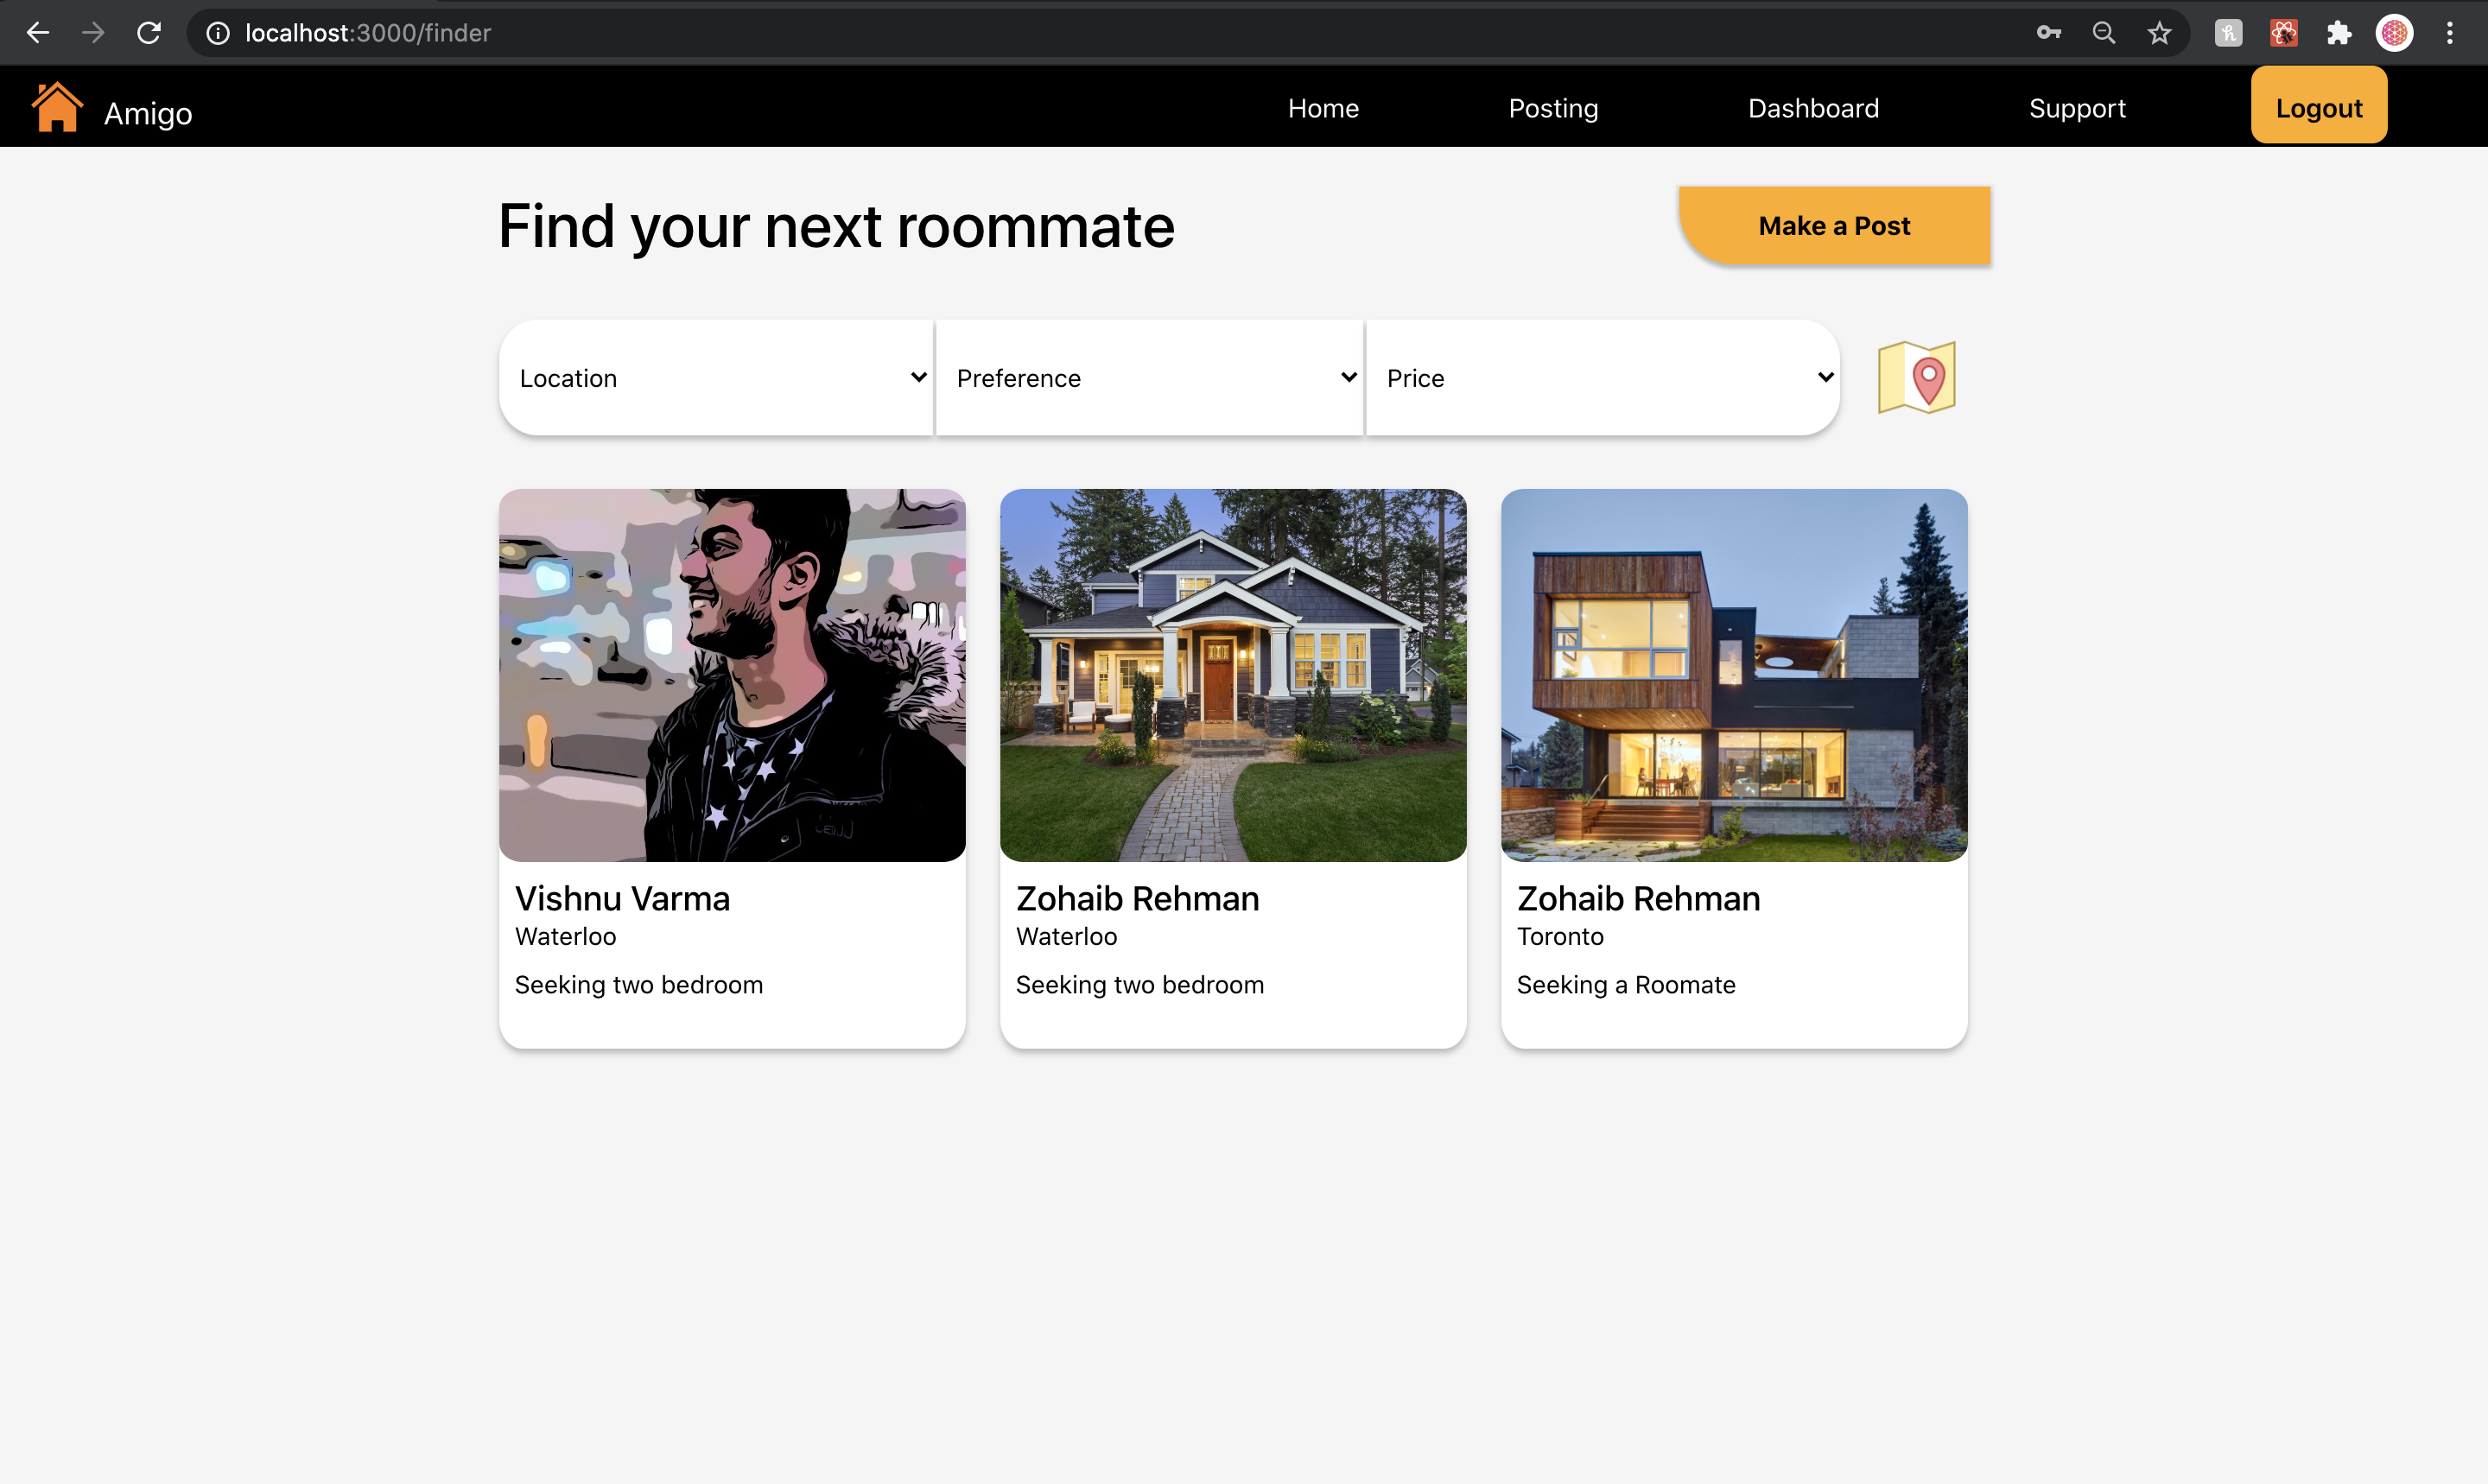 localhost:3000/finder
Amigo
Home
Posting
Dashboard
Support
Logout
Find your next roommate
Make a Post
Location
Preference
Price
Vishnu Varma
Waterloo
Seeking two bedroom
Zohaib Rehman
Waterloo
Seeking two bedroom
Zohaib Rehman
Toronto
Seeking a Roomate